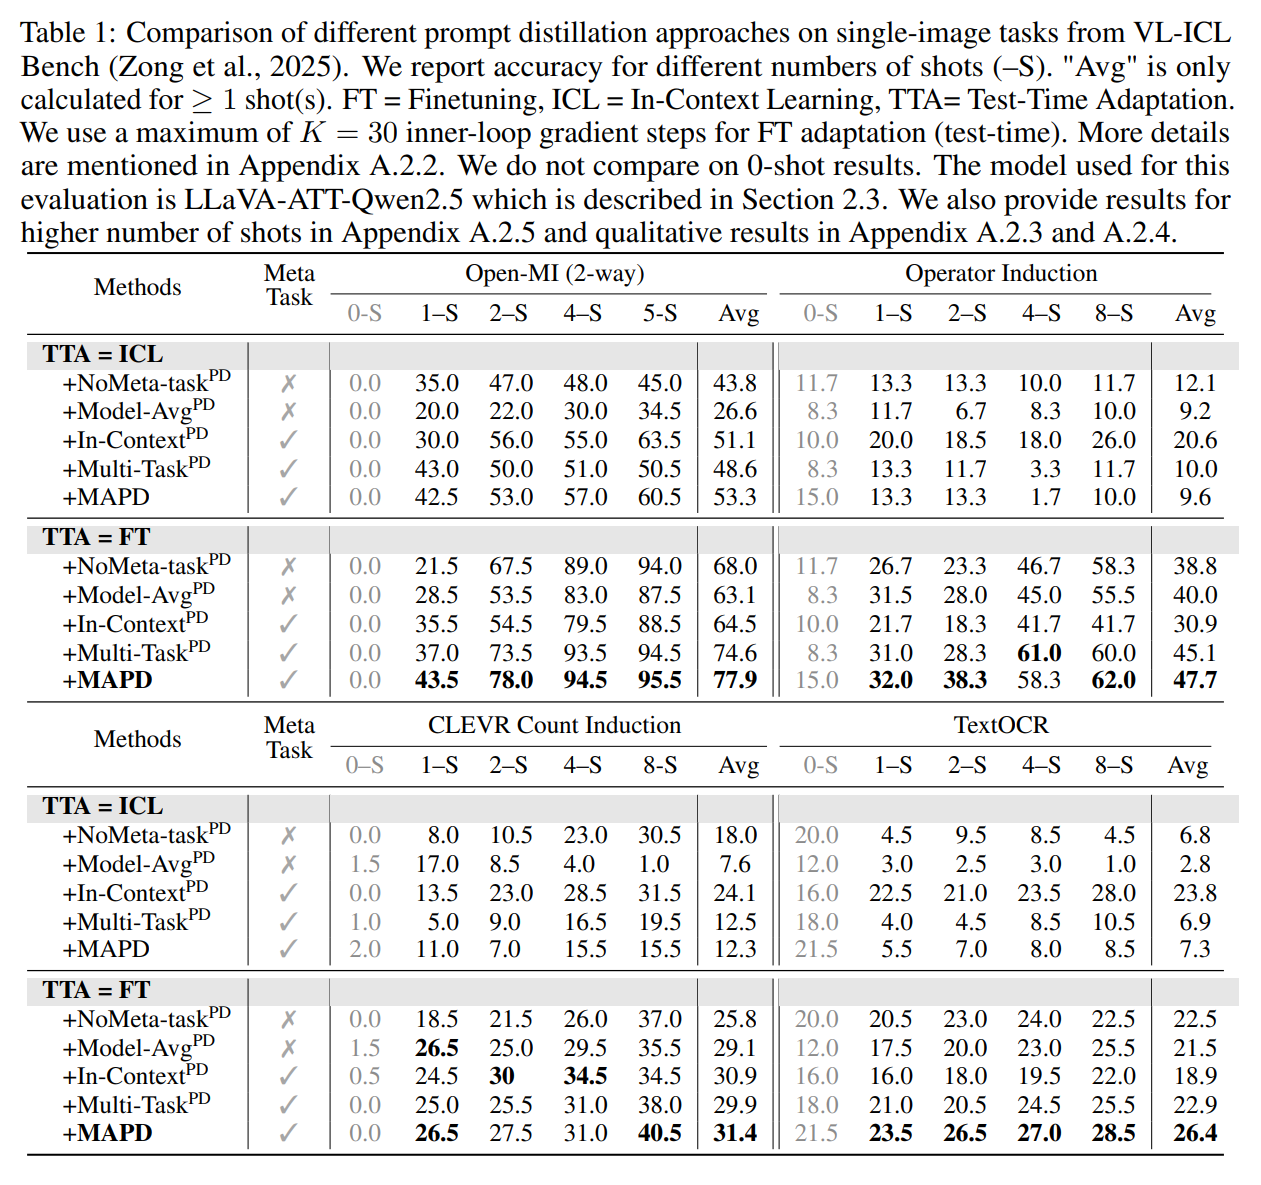 Table 1: Comparison of different prompt distillation approaches on single-image tasks from VL-ICL
Bench (Zong et al., 2025). We report accuracy for different numbers of shots (–S). "Avg" is only
calculated for ≥ 1 shot(s). FT = Finetuning, ICL = In-Context Learning, TTA= Test-Time Adaptation.
We use a maximum of K = 30 inner-loop gradient steps for FT adaptation (test-time). More details
are mentioned in Appendix A.2.2. We do not compare on 0-shot results. The model used for this
evaluation is LLaVA-ATT-Qwen2.5 which is described in Section 2.3. We also provide results for
higher number of shots in Appendix A.2.5 and qualitative results in Appendix A.2.3 and A.2.4.
Methods Meta Task Open-MI (2-way) Operator Induction
0-S 1–S 2–S 4–S 5-S Avg 0-S 1–S 2–S 4–S 8–S Avg
TTA = ICL
+NoMeta-task^PD ✗ 0.0 35.0 47.0 48.0 45.0 43.8 11.7 13.3 13.3 10.0 11.7 12.1
+Model-Avg^PD ✗ 0.0 20.0 22.0 30.0 34.5 26.6 8.3 11.7 6.7 8.3 10.0 9.2
+In-Context^PD ✓ 0.0 30.0 56.0 55.0 63.5 51.1 10.0 20.0 18.5 18.0 26.0 20.6
+Multi-Task^PD ✓ 0.0 43.0 50.0 51.0 50.5 48.6 8.3 13.3 11.7 3.3 11.7 10.0
+MAPD ✓ 0.0 42.5 53.0 57.0 60.5 53.3 15.0 13.3 13.3 1.7 10.0 9.6
TTA = FT
+NoMeta-task^PD ✗ 0.0 21.5 67.5 89.0 94.0 68.0 11.7 26.7 23.3 46.7 58.3 38.8
+Model-Avg^PD ✗ 0.0 28.5 53.5 83.0 87.5 63.1 8.3 31.5 28.0 45.0 55.5 40.0
+In-Context^PD ✓ 0.0 35.5 54.5 79.5 88.5 64.5 10.0 21.7 18.3 41.7 41.7 30.9
+Multi-Task^PD ✓ 0.0 37.0 73.5 93.5 94.5 74.6 8.3 31.0 28.3 61.0 60.0 45.1
+MAPD ✓ 0.0 43.5 78.0 94.5 95.5 77.9 15.0 32.0 38.3 58.3 62.0 47.7
Methods Meta Task CLEVR Count Induction TextOCR
0–S 1–S 2–S 4–S 8-S Avg 0-S 1–S 2–S 4–S 8–S Avg
TTA = ICL
+NoMeta-task^PD ✗ 0.0 8.0 10.5 23.0 30.5 18.0 20.0 4.5 9.5 8.5 4.5 6.8
+Model-Avg^PD ✗ 1.5 17.0 8.5 4.0 1.0 7.6 12.0 3.0 2.5 3.0 1.0 2.8
+In-Context^PD ✓ 0.0 13.5 23.0 28.5 31.5 24.1 16.0 22.5 21.0 23.5 28.0 23.8
+Multi-Task^PD ✓ 1.0 5.0 9.0 16.5 19.5 12.5 18.0 4.0 4.5 8.5 10.5 6.9
+MAPD ✓ 2.0 11.0 7.0 15.5 15.5 12.3 21.5 5.5 7.0 8.0 8.5 7.3
TTA = FT
+NoMeta-task^PD ✗ 0.0 18.5 21.5 26.0 37.0 25.8 20.0 20.5 23.0 24.0 22.5 22.5
+Model-Avg^PD ✗ 1.5 26.5 25.0 29.5 35.5 29.1 12.0 17.5 20.0 23.0 25.5 21.5
+In-Context^PD ✓ 0.5 24.5 30 34.5 34.5 30.9 16.0 16.0 18.0 19.5 22.0 18.9
+Multi-Task^PD ✓ 0.0 25.0 25.5 31.0 38.0 29.9 18.0 21.0 20.5 24.5 25.5 22.9
+MAPD ✓ 0.0 26.5 27.5 31.0 40.5 31.4 21.5 23.5 26.5 27.0 28.5 26.4